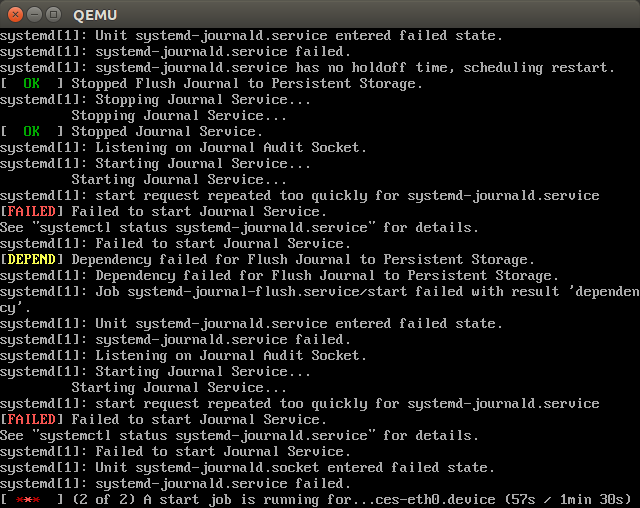 QEMU
systemd[1]: Unit systemd-journald.service entered failed state.
systemd[1]: systemd-journald.service failed.
systemd[1]: systemd-journald.service has no holdoff time, scheduling restart.
[  OK  ] Stopped Flush Journal to Persistent Storage.
systemd[1]: Stopping Journal Service...
         Stopping Journal Service...
[  OK  ] Stopped Journal Service.
systemd[1]: Listening on Journal Audit Socket.
systemd[1]: Starting Journal Service...
         Starting Journal Service...
systemd[1]: start request repeated too quickly for systemd-journald.service
[FAILED] Failed to start Journal Service.
See "systemctl status systemd-journald.service" for details.
systemd[1]: Failed to start Journal Service.
[DEPEND] Dependency failed for Flush Journal to Persistent Storage.
systemd[1]: Dependency failed for Flush Journal to Persistent Storage.
systemd[1]: Job systemd-journal-flush.service/start failed with result 'dependen
cy'.
systemd[1]: Unit systemd-journald.service entered failed state.
systemd[1]: systemd-journald.service failed.
systemd[1]: Listening on Journal Audit Socket.
systemd[1]: Starting Journal Service...
         Starting Journal Service...
systemd[1]: start request repeated too quickly for systemd-journald.service
[FAILED] Failed to start Journal Service.
See "systemctl status systemd-journald.service" for details.
systemd[1]: Failed to start Journal Service.
systemd[1]: Unit systemd-journald.socket entered failed state.
systemd[1]: systemd-journald.service failed.
[ ***  ] (2 of 2) A start job is running for...ces-eth0.device (57s / 1min 30s)